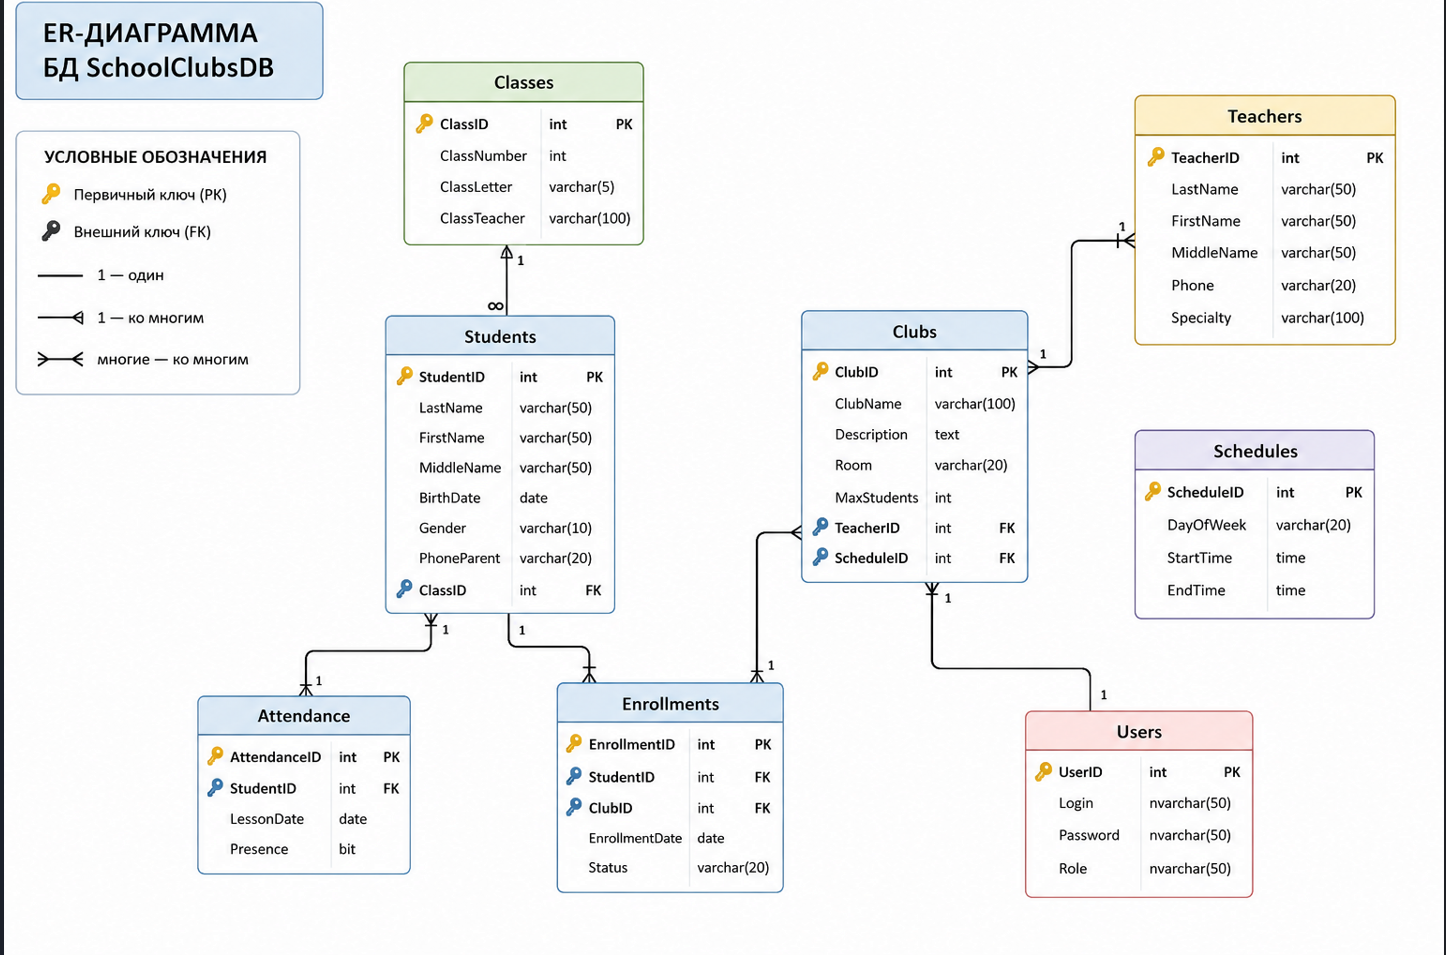 ER-ДИАГРАММА
БД SchoolClubsDB
УСЛОВНЫЕ ОБОЗНАЧЕНИЯ
Первичный ключ (PK)
Внешний ключ (FK)
1 — один
1 — ко многим
многие — ко многим
Classes
ClassID int PK
ClassNumber int
ClassLetter varchar(5)
ClassTeacher varchar(100)
1
∞
Students
StudentID int PK
LastName varchar(50)
FirstName varchar(50)
MiddleName varchar(50)
BirthDate date
Gender varchar(10)
PhoneParent varchar(20)
ClassID int FK
1
1
1
Attendance
AttendanceID int PK
StudentID int FK
LessonDate date
Presence bit
Enrollments
EnrollmentID int PK
StudentID int FK
ClubID int FK
EnrollmentDate date
Status varchar(20)
1
Clubs
ClubID int PK
ClubName varchar(100)
Description text
Room varchar(20)
MaxStudents int
TeacherID int FK
ScheduleID int FK
1
1
Teachers
TeacherID int PK
LastName varchar(50)
FirstName varchar(50)
MiddleName varchar(50)
Phone varchar(20)
Specialty varchar(100)
Schedules
ScheduleID int PK
DayOfWeek varchar(20)
StartTime time
EndTime time
1
1
Users
UserID int PK
Login nvarchar(50)
Password nvarchar(50)
Role nvarchar(50)